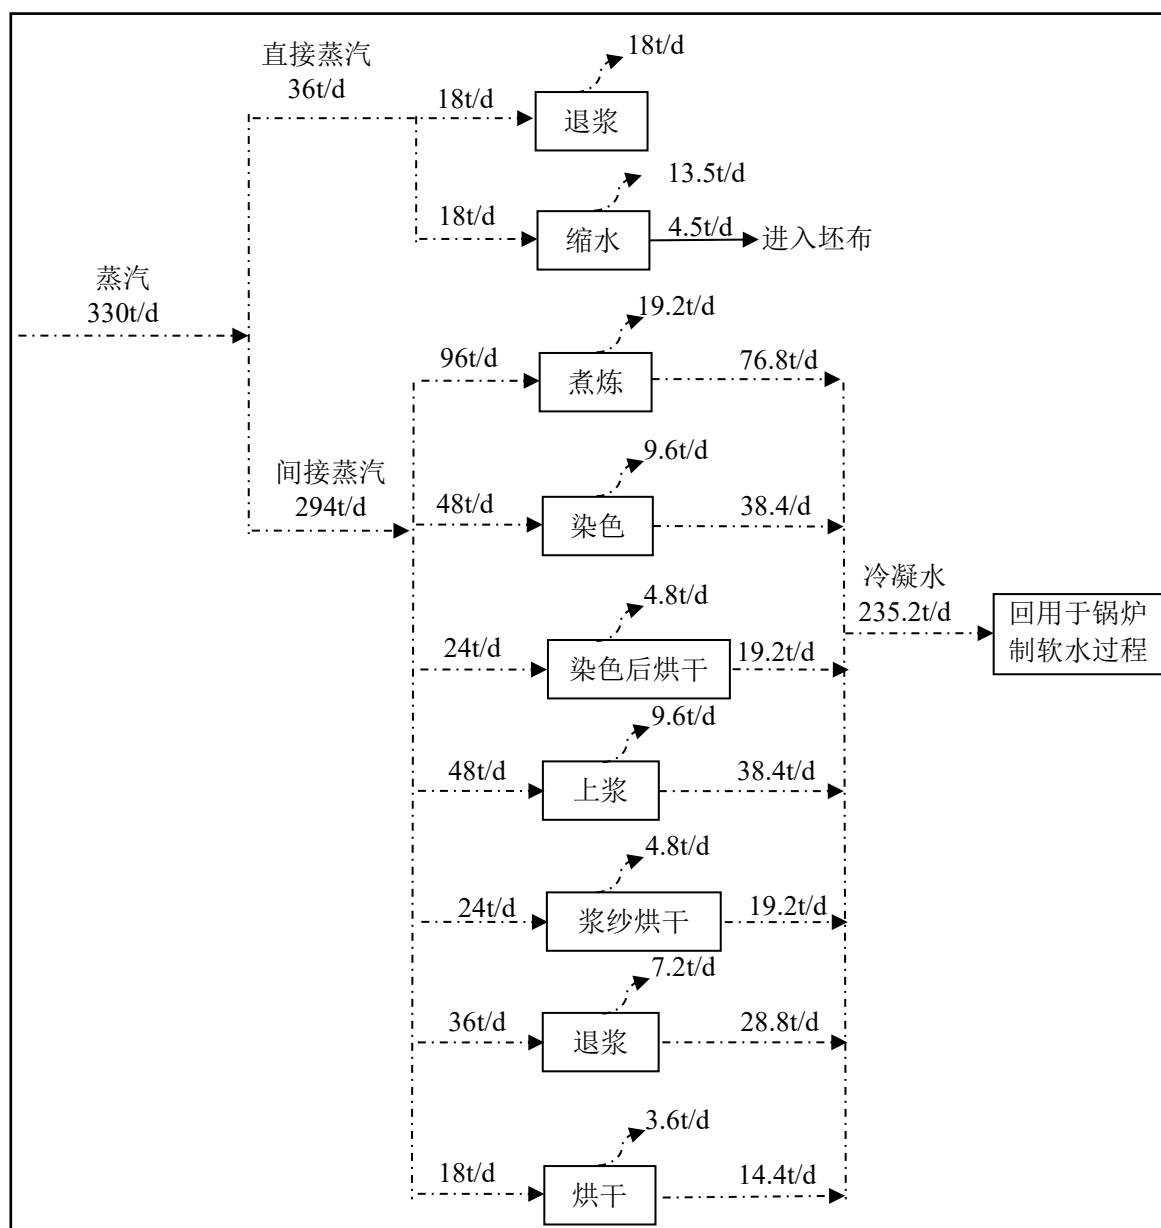 18t/d
直接蒸汽
36t/d
18t/d
退浆
13.5t/d
18t/d
缩水
4.5t/d
进入坯布
蒸汽
330t/d
19.2t/d
96t/d
煮炼
76.8t/d
9.6t/d
间接蒸汽
294t/d
48t/d
染色
38.4/d
冷凝水
235.2t/d
回用于锅炉
制软水过程
4.8t/d
24t/d
染色后烘干
19.2t/d
9.6t/d
48t/d
上浆
38.4t/d
4.8t/d
24t/d
浆纱烘干
19.2t/d
7.2t/d
36t/d
退浆
28.8t/d
3.6t/d
18t/d
烘干
14.4t/d